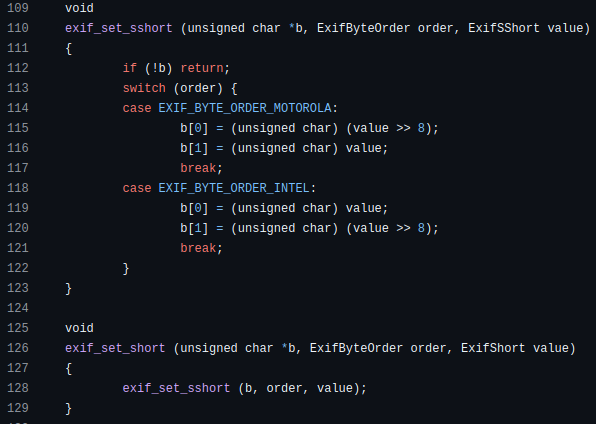 109 void
110 exif_set_sshort (unsigned char *b, ExifByteOrder order, ExifSShort value)
111 {
112 if (!b) return;
113 switch (order) {
114 case EXIF_BYTE_ORDER_MOTOROLA:
115 b[0] = (unsigned char) (value >> 8);
116 b[1] = (unsigned char) value;
117 break;
118 case EXIF_BYTE_ORDER_INTEL:
119 b[0] = (unsigned char) value;
120 b[1] = (unsigned char) (value >> 8);
121 break;
122 }
123 }
124
125 void
126 exif_set_short (unsigned char *b, ExifByteOrder order, ExifShort value)
127 {
128 exif_set_sshort (b, order, value);
129 }